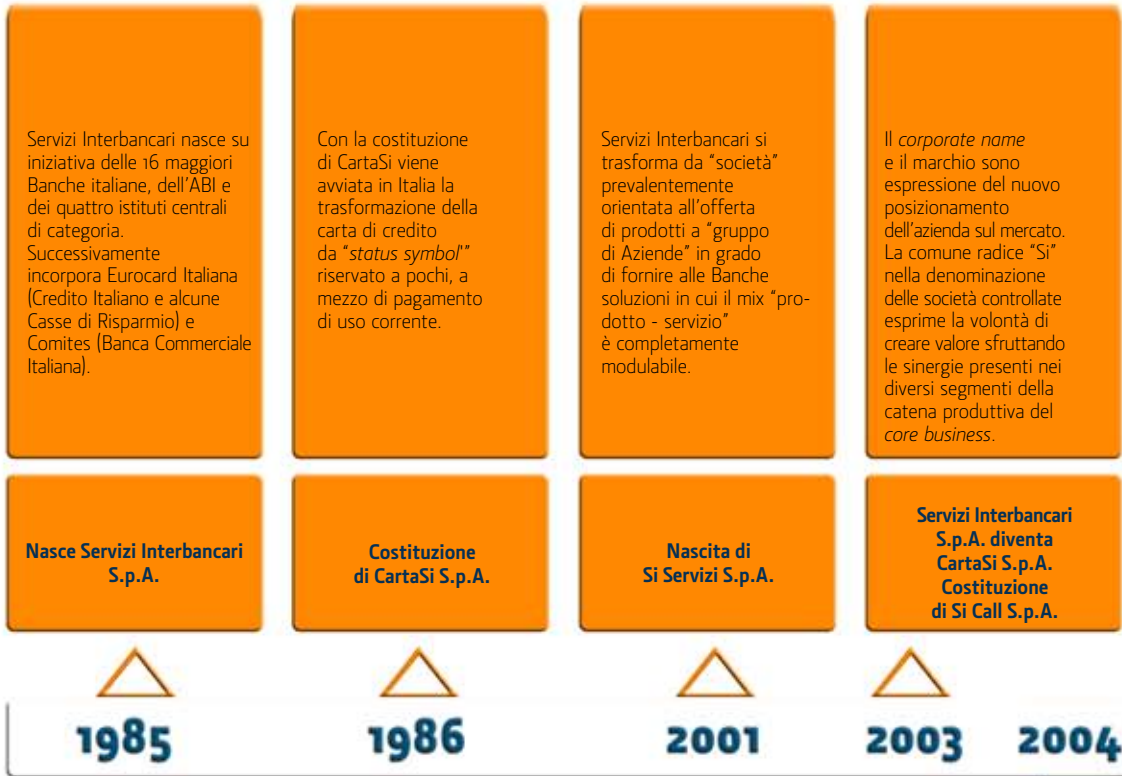 Servizi Interbancari nasce su
iniziativa delle 16 maggiori
Banche italiane, dell'ABI e
dei quattro istituti centrali
di categoria.
Successivamente
incorpora Eurocard Italiana
(Credito Italiano e alcune
Casse di Risparmio) e
Comites (Banca Commerciale
Italiana).
Con la costituzione
di CartaSi viene
avviata in Italia la
trasformazione della
carta di credito
da "status symbol'"
riservato a pochi, a
mezzo di pagamento
di uso corrente.
Servizi Interbancari si
trasforma da "società"
prevalentemente
orientata all'offerta
di prodotti a "gruppo
di Aziende" in grado
di fornire alle Banche
soluzioni in cui il mix "pro-
dotto - servizio"
è completamente
modulabile.
Il corporate name
e il marchio sono
espressione del nuovo
posizionamento
dell'azienda sul mercato.
La comune radice "Si"
nella denominazione
delle società controllate
esprime la volontà di
creare valore sfruttando
le sinergie presenti nei
diversi segmenti della
catena produttiva del
core business.
Nasce Servizi Interbancari
S.p.A.
Costituzione
di CartaSi S.p.A.
Nascita di
Si Servizi S.p.A.
Servizi Interbancari
S.p.A. diventa
CartaSi S.p.A.
Costituzione
di Si Call S.p.A.
1985
1986
2001
2003
2004